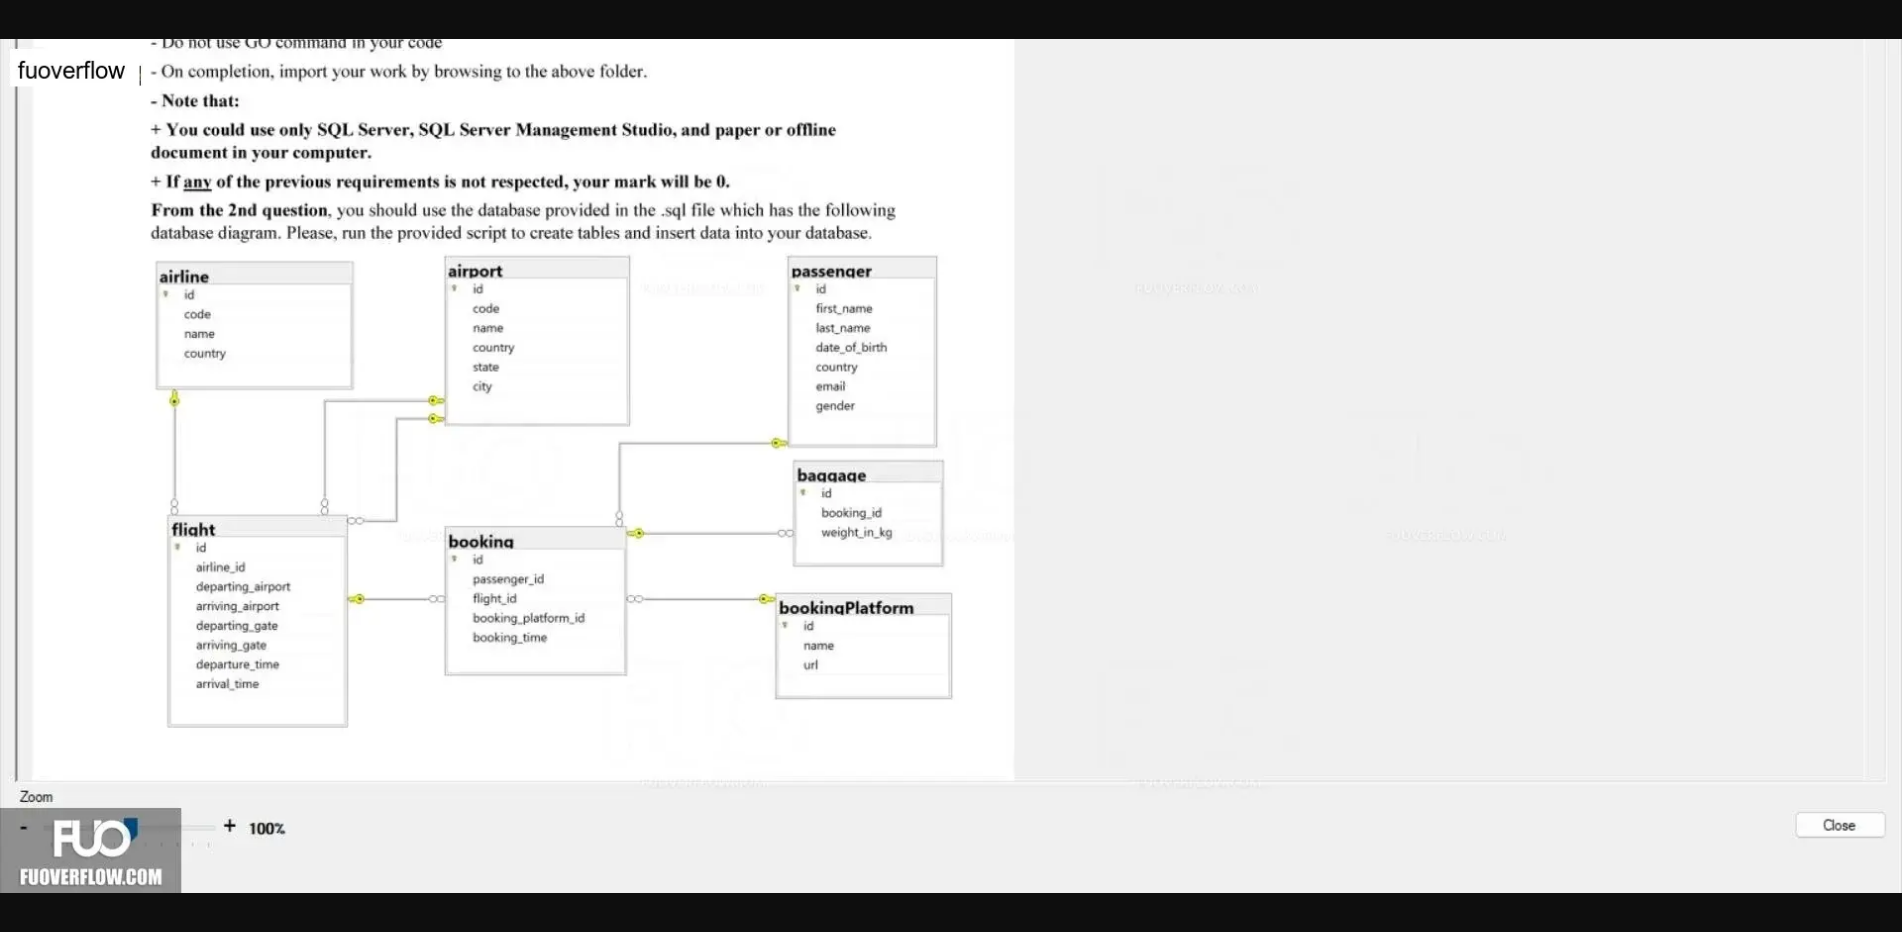 - Do not use GO command in your code
fuoverflow
- On completion, import your work by browsing to the above folder.
- Note that:
+ You could use only SQL Server, SQL Server Management Studio, and paper or offline
document in your computer.
+ If any of the previous requirements is not respected, your mark will be 0.
From the 2nd question, you should use the database provided in the .sql file which has the following
database diagram. Please, run the provided script to create tables and insert data into your database.
airline
id
code
name
country
airport
id
code
name
country
state
city
passenger
id
first_name
last_name
date_of_birth
country
email
gender
baggage
id
booking_id
weight_in_kg
flight
id
airline_id
departing_airport
arriving_airport
departing_gate
arriving_gate
departure_time
arrival_time
booking
id
passenger_id
flight_id
booking_platform_id
booking_time
bookingPlatform
id
name
url
Zoom
- + 100%
Close
FUO
FUOVERFLOW.COM